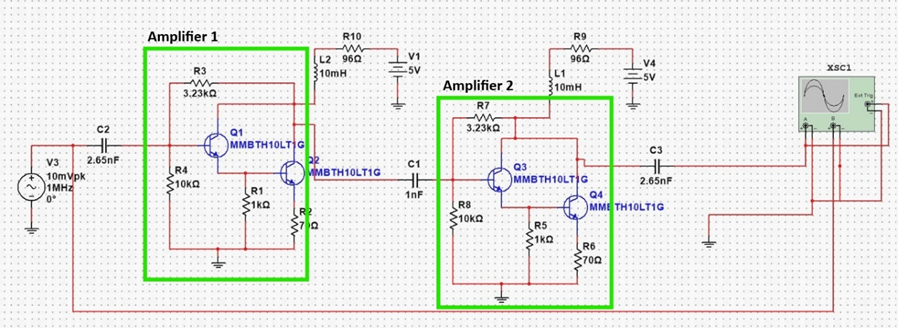 Amplifier 1
R10
96Ω
L2
10mH
V1
5V
R9
96Ω
L1
10mH
V4
5V
XSC1
Ext Trig
A
B
R3
3.23kΩ
Amplifier 2
R7
3.23kΩ
C2
2.65nF
Q1
MMBTH10LT1G
Q2
MMBTH10LT1G
V3
10mVpk
1MHz
0°
R4
10kΩ
R1
1kΩ
R2
70Ω
C1
1nF
Q3
MMBTH10LT1G
Q4
MMBTH10LT1G
C3
2.65nF
R8
10kΩ
R5
1kΩ
R6
70Ω